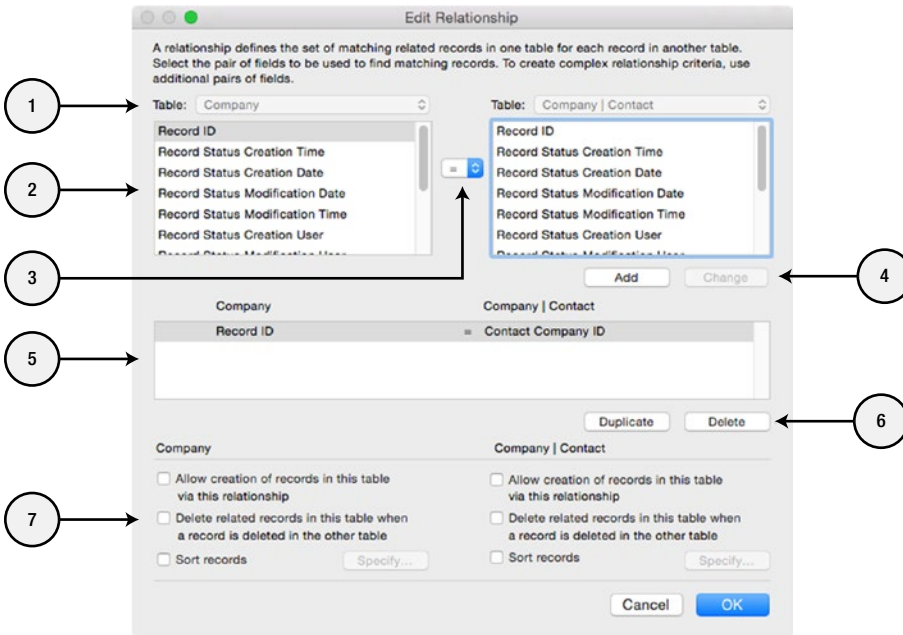 Edit Relationship
A relationship defines the set of matching related records in one table for each record in another table.
Select the pair of fields to be used to find matching records. To create complex relationship criteria, use
additional pairs of fields.
1
Table: Company
Table: Company | Contact
Record ID
Record Status Creation Time
Record Status Creation Date
Record Status Modification Date
Record Status Modification Time
Record Status Creation User
Record Status Modification User
2
=
3
Record ID
Record Status Creation Time
Record Status Creation Date
Record Status Modification Date
Record Status Modification Time
Record Status Creation User
Record Status Modification User
Add
Change
4
Company
Company | Contact
Record ID = Contact Company ID
5
Duplicate
Delete
6
Company
Company | Contact
Allow creation of records in this table
via this relationship
Delete related records in this table when
a record is deleted in the other table
Sort records
Specify...
7
Allow creation of records in this table
via this relationship
Delete related records in this table when
a record is deleted in the other table
Sort records
Specify...
Cancel
OK